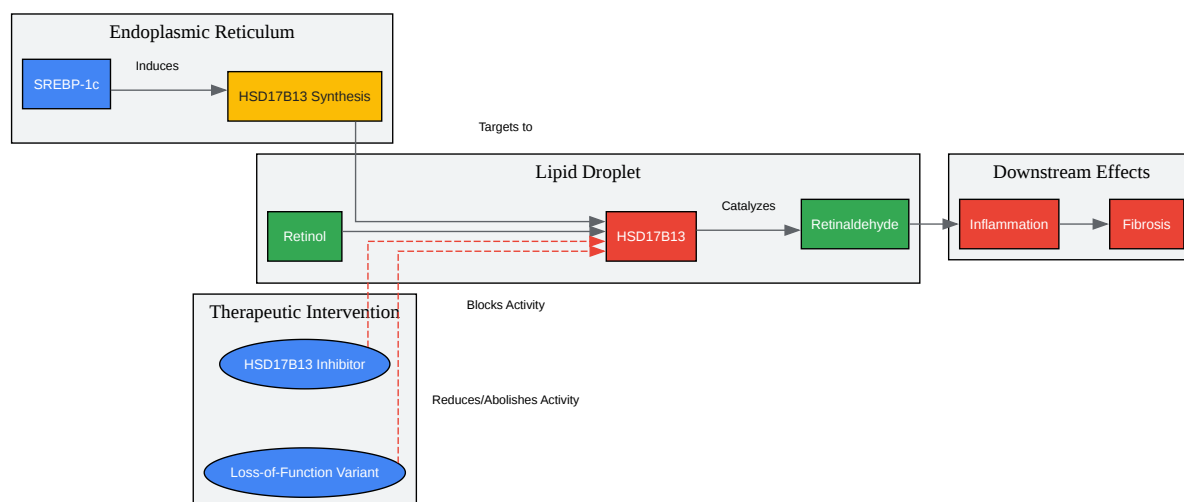 Endoplasmic Reticulum
SREBP-1c
Induces
HSD17B13 Synthesis
Targets to
Lipid Droplet
Retinol
HSD17B13
Catalyzes
Retinaldehyde
Downstream Effects
Inflammation
Fibrosis
Therapeutic Intervention
Blocks Activity
HSD17B13 Inhibitor
Reduces/Abolishes Activity
Loss-of-Function Variant